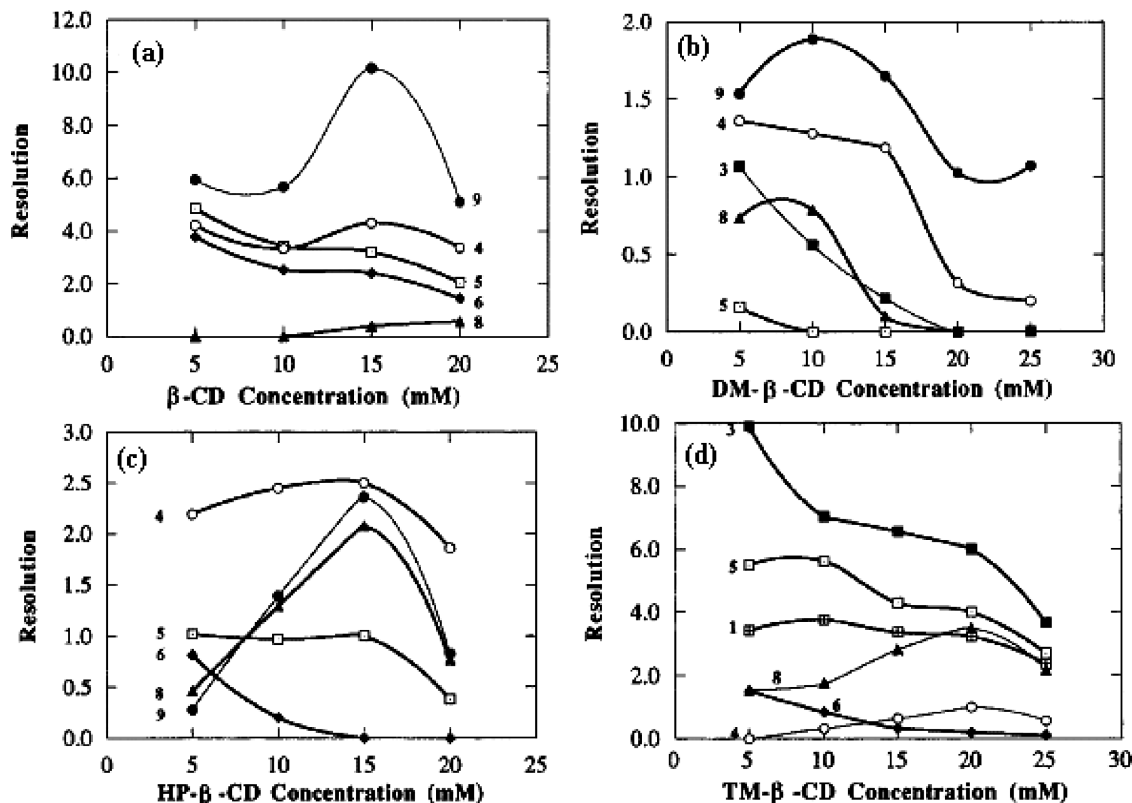 (a)
12.0
10.0
8.0
6.0
4.0
2.0
0.0
Resolution
9
4
5
6
8
0 5 10 15 20 25
β-CD Concentration (mM)
(b)
2.0
1.5
1.0
0.5
0.0
Resolution
9
4
3
8
5
0 5 10 15 20 25 30
DM-β-CD Concentration (mM)
(c)
3.0
2.5
2.0
1.5
1.0
0.5
0.0
Resolution
4
5
6
8
9
0 5 10 15 20 25
HP-β-CD Concentration (mM)
(d)
10.0
8.0
6.0
4.0
2.0
0.0
Resolution
3
5
1
8
6
4
0 5 10 15 20 25 30
TM-β-CD Concentration (mM)